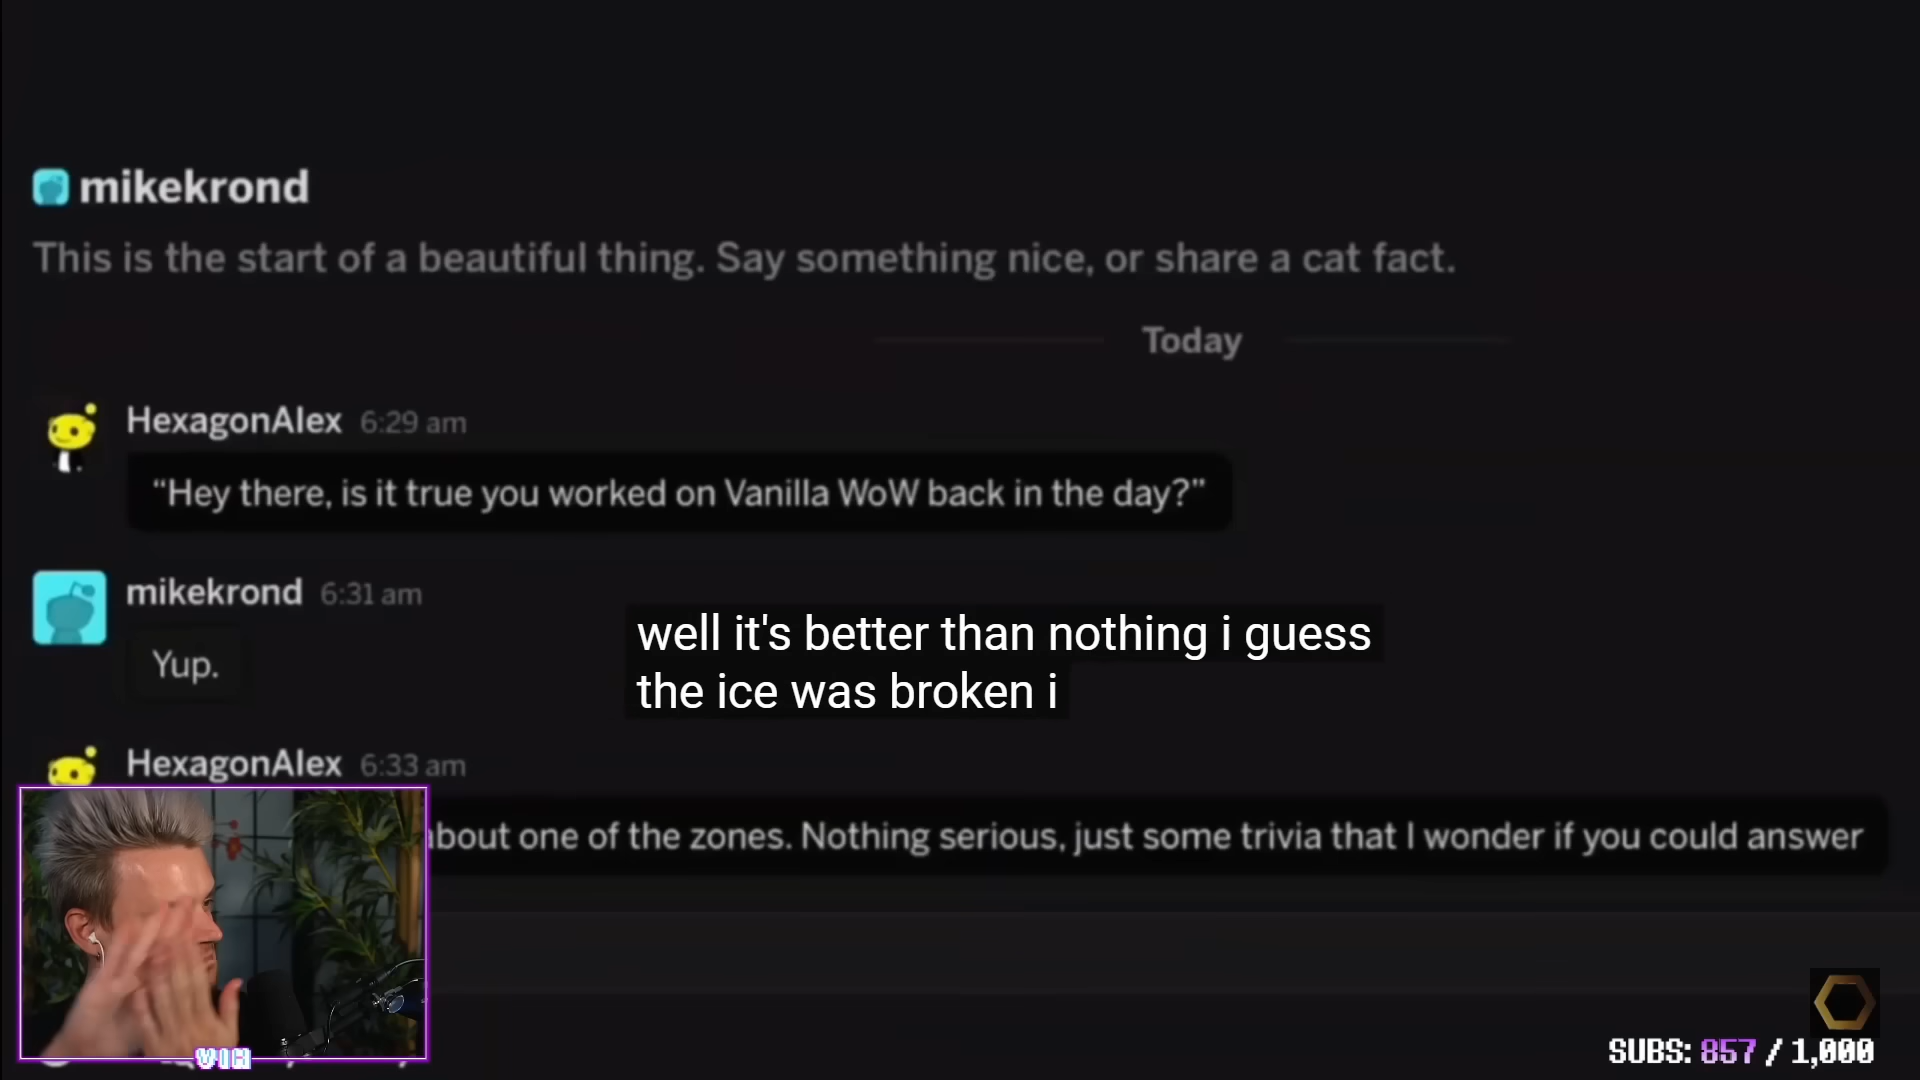 mikekrond
This is the start of a beautiful thing. Say something nice, or share a cat fact.
Today
HexagonAlex 6:29 am
“Hey there, is it true you worked on Vanilla WoW back in the day?”
mikekrond 6:31 am
Yup.
well it's better than nothing i guess
the ice was broken i
HexagonAlex 6:33 am
about one of the zones. Nothing serious, just some trivia that I wonder if you could answer
SUBS: 857 / 1,000